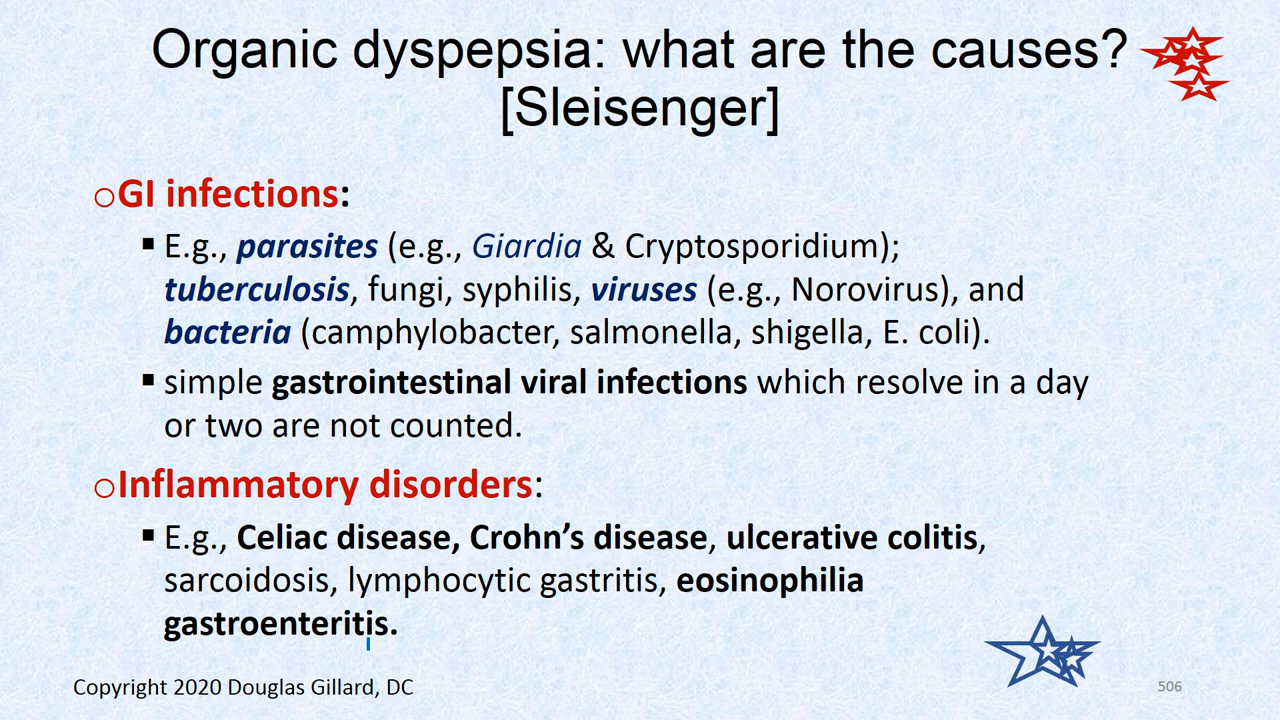 Organic dyspepsia: what are the causes?
[Sleisenger]
oGI infections:
▪ E.g., parasites (e.g., Giardia & Cryptosporidium);
tuberculosis, fungi, syphilis, viruses (e.g., Norovirus), and
bacteria (camphylobacter, salmonella, shigella, E. coli).
▪ simple gastrointestinal viral infections which resolve in a day
or two are not counted.
oInflammatory disorders:
▪ E.g., Celiac disease, Crohn’s disease, ulcerative colitis,
sarcoidosis, lymphocytic gastritis, eosinophilia
gastroenteritis.
Copyright 2020 Douglas Gillard, DC
506